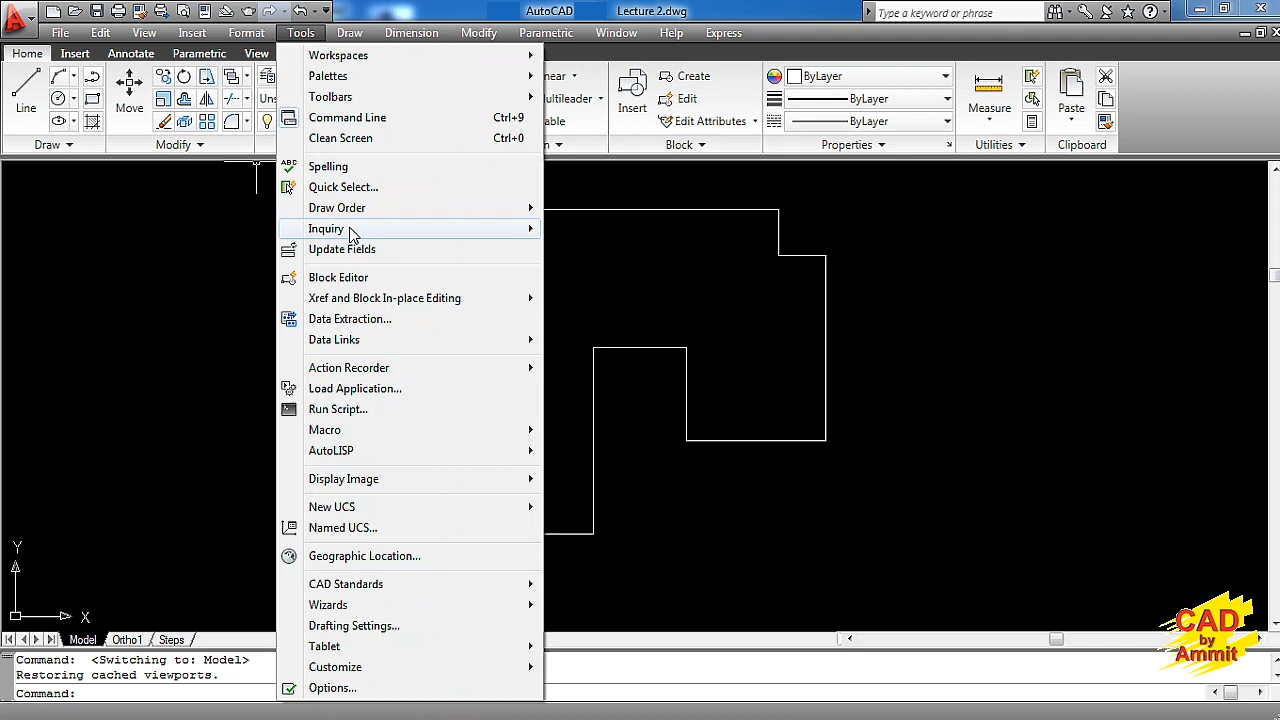 AutoCAD Lecture 2.dwg
Type a keyword or phrase
File Edit View Insert Format Tools Draw Dimension Modify Parametric Window Help Express
Home Insert Annotate Parametric View
Line
Move
Measure
Insert
Create
Edit
Edit Attributes
ByLayer
ByLayer
ByLayer
Paste
Uns
near
ultileader
ble
Draw
Modify
Block
Properties
Utilities
Clipboard
Workspaces
Palettes
Toolbars
Command Line Ctrl+9
Clean Screen Ctrl+0
ABC
Spelling
Quick Select...
Draw Order
Inquiry
Update Fields
Block Editor
Xref and Block In-place Editing
Data Extraction...
Data Links
Action Recorder
Load Application...
Run Script...
Macro
AutoLISP
Display Image
New UCS
Named UCS...
Geographic Location...
CAD Standards
Wizards
Drafting Settings...
Tablet
Customize
Options...
Y
X
Model Ortho1 Steps
Command: <Switching to: Model>
Restoring cached viewports.
Command:
CAD
by
Ammit